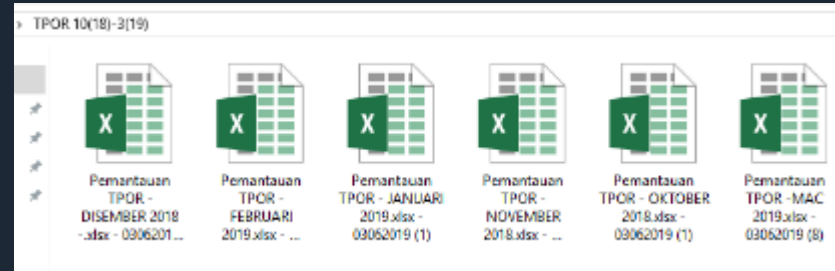 > TPOR 10(18)-3(19)
Pemantauan
TPOR -
DISEMBER 2018
-.xlsx - 0306201...
Pemantauan
TPOR -
FEBRUARI
2019.xlsx - ...
Pemantauan
TPOR - JANUARI
2019.xlsx -
03062019 (1)
Pemantauan
TPOR -
NOVEMBER
2018.xlsx - ...
Pemantauan
TPOR - OKTOBER
2018.xlsx -
03062019 (1)
Pemantauan
TPOR -MAC
2019.xlsx -
03062019 (8)